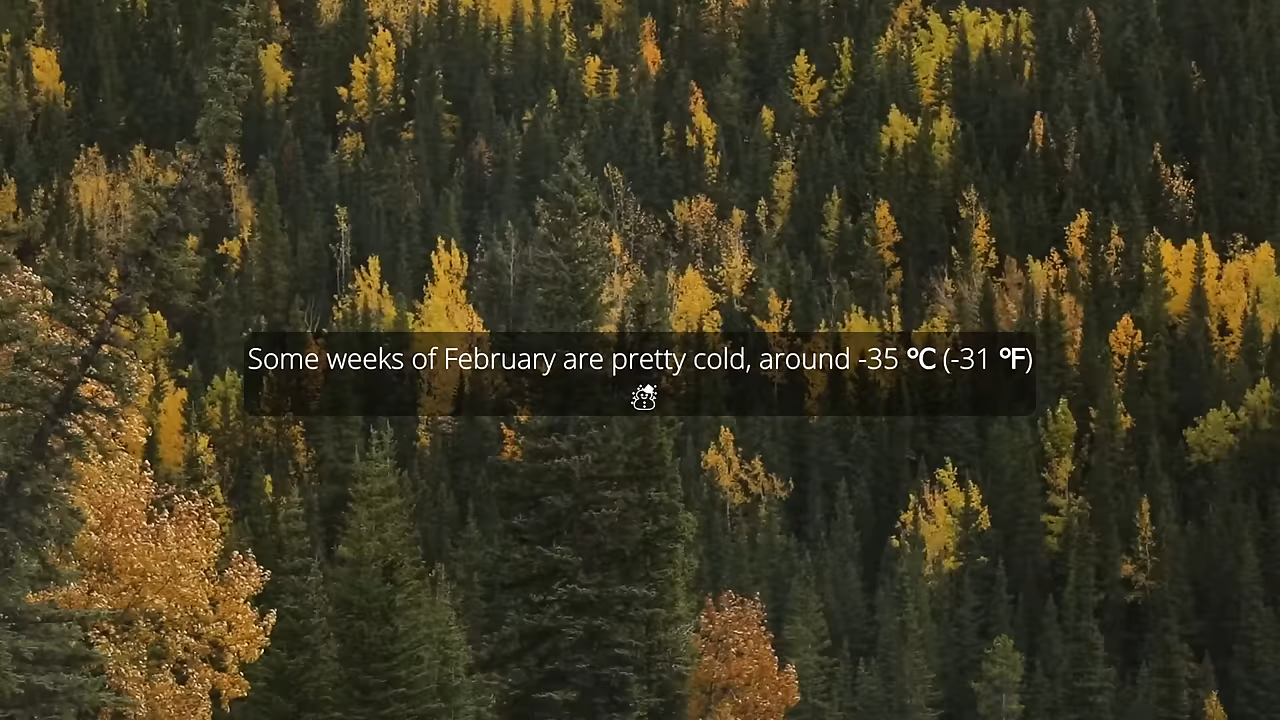 Some weeks of February are pretty cold, around -35 ℃ (-31 ℉)
☃